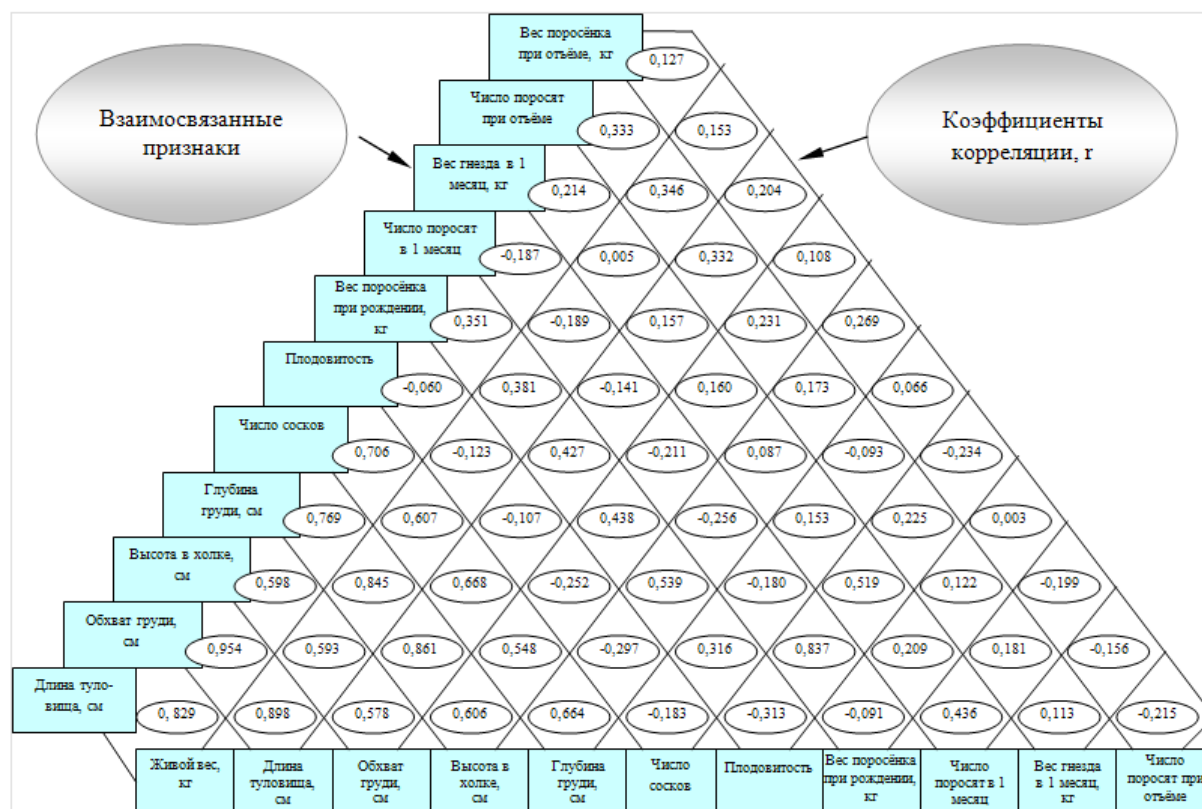 Вес поросёнка
при отъёме, кг
0,127
Взаимосвязанные
признаки
Коэффициенты
корреляции, r
Число поросят
при отъёме
0,333 0,153
Вес гнезда в 1
месяц, кг
0,214 0,346 0,204
Число поросят
в 1 месяц
-0,187 0,005 0,332 0,108
Вес поросёнка
при рождении,
кг
0,351 -0,189 0,157 0,231 0,269
Плодовитость
-0,060 0,381 -0,141 0,160 0,173 0,066
Число сосков
0,706 -0,123 0,427 -0,211 0,087 -0,093 -0,234
Глубина
груди, см
0,769 0,607 -0,107 0,438 -0,256 0,153 0,225 0,003
Высота в холке,
см
0,598 0,845 0,668 -0,252 0,539 -0,180 0,519 0,122 -0,199
Обхват груди,
см
0,954 0,593 0,861 0,548 -0,297 0,316 0,837 0,209 0,181 -0,156
Длина туло-
вища, см
0, 829 0,898 0,578 0,606 0,664 -0,183 -0,313 -0,091 0,436 0,113 -0,215
Живой вес,
кг
Длина
туловища,
см
Обхват
груди,
см
Высота в
холке,
см
Глубина
груди,
см
Число
сосков
Плодовитость
Вес поросёнка
при рождении,
кг
Число
поросят в 1
месяц
Вес гнезда
в 1 месяц,
кг
Число
поросят при
отъёме